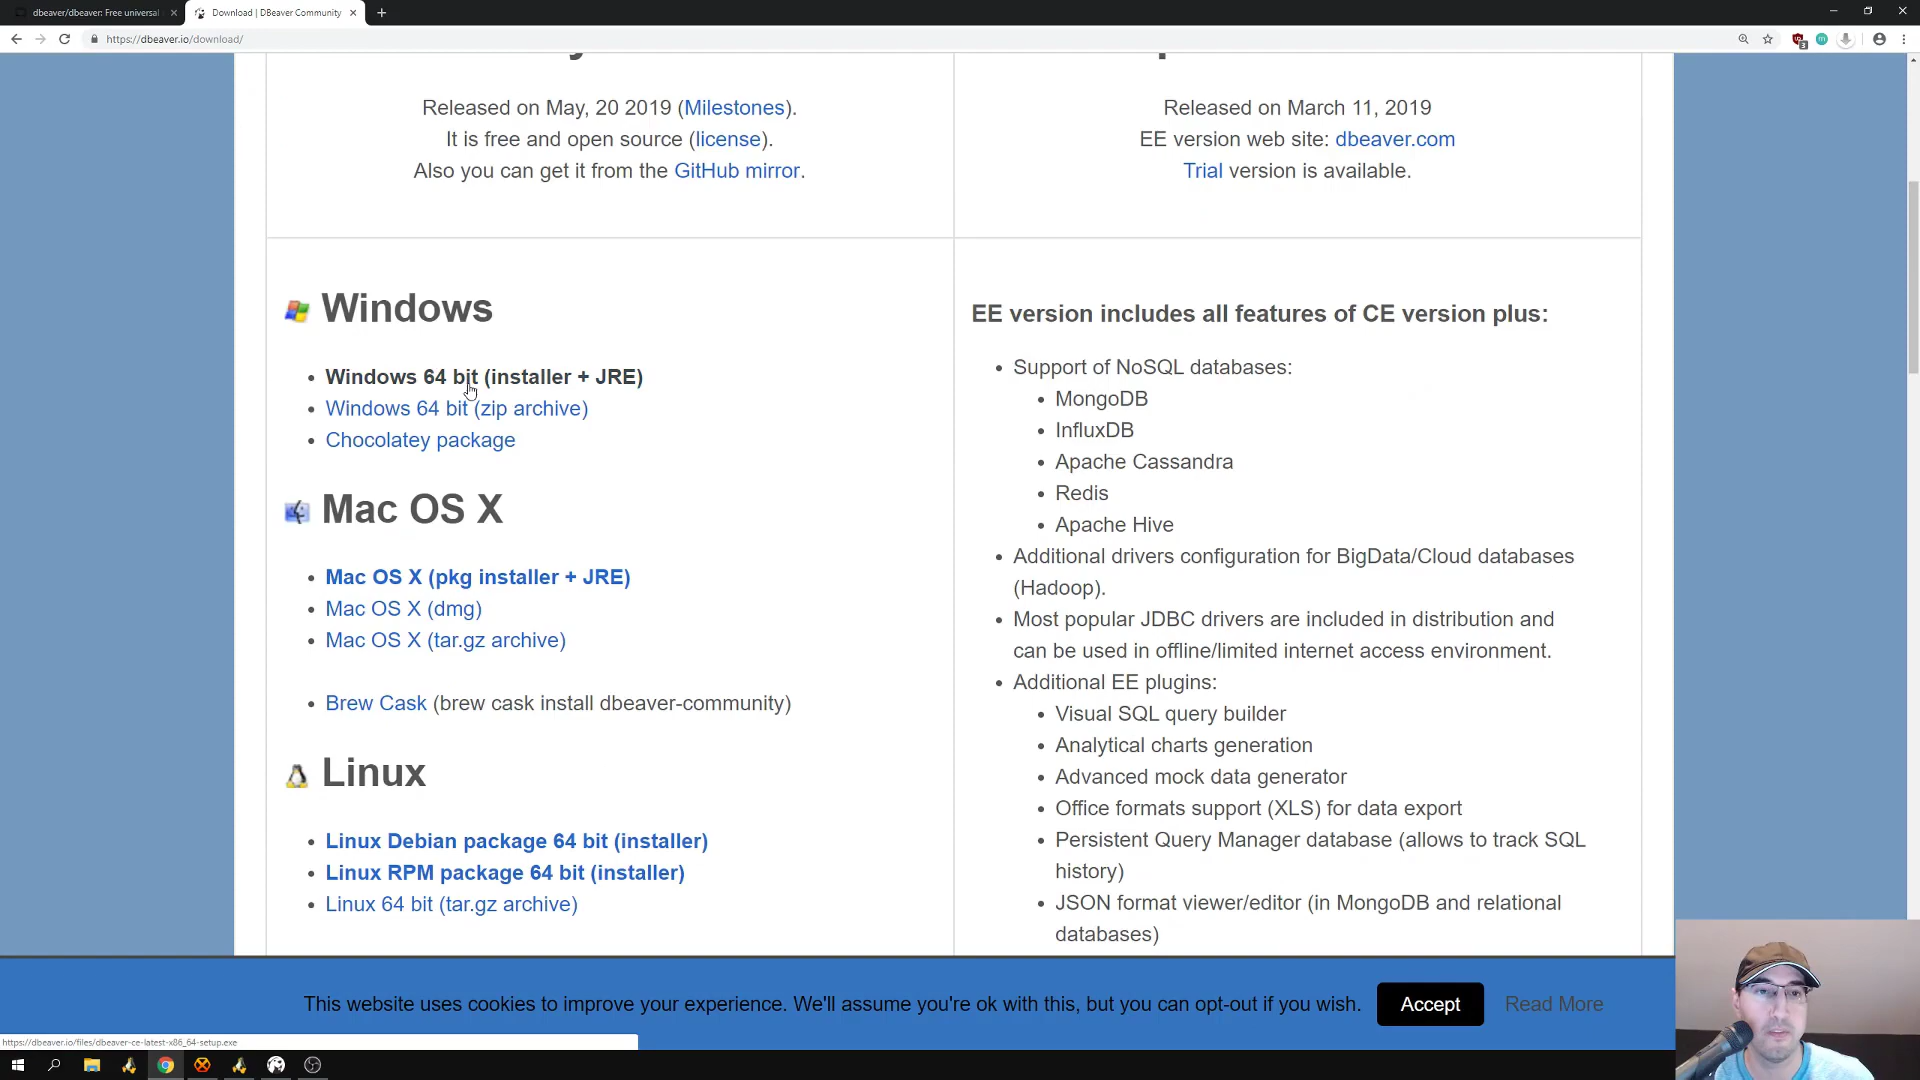 dbeaver/dbeaver: Free universal
Download | DBeaver Community
https://dbeaver.io/download/
Released on May, 20 2019 (Milestones).
It is free and open source (license).
Also you can get it from the GitHub mirror.
Released on March 11, 2019
EE version web site: dbeaver.com
Trial version is available.
Windows
• Windows 64 bit (installer + JRE)
• Windows 64 bit (zip archive)
• Chocolatey package
Mac OS X
• Mac OS X (pkg installer + JRE)
• Mac OS X (dmg)
• Mac OS X (tar.gz archive)
• Brew Cask (brew cask install dbeaver-community)
Linux
• Linux Debian package 64 bit (installer)
• Linux RPM package 64 bit (installer)
• Linux 64 bit (tar.gz archive)
EE version includes all features of CE version plus:
• Support of NoSQL databases:
• MongoDB
• InfluxDB
• Apache Cassandra
• Redis
• Apache Hive
• Additional drivers configuration for BigData/Cloud databases
(Hadoop).
• Most popular JDBC drivers are included in distribution and
can be used in offline/limited internet access environment.
• Additional EE plugins:
• Visual SQL query builder
• Analytical charts generation
• Advanced mock data generator
• Office formats support (XLS) for data export
• Persistent Query Manager database (allows to track SQL
history)
• JSON format viewer/editor (in MongoDB and relational
databases)
This website uses cookies to improve your experience. We'll assume you're ok with this, but you can opt-out if you wish.
Accept
Read More
https://dbeaver.io/files/dbeaver-ce-latest-x86_64-setup.exe